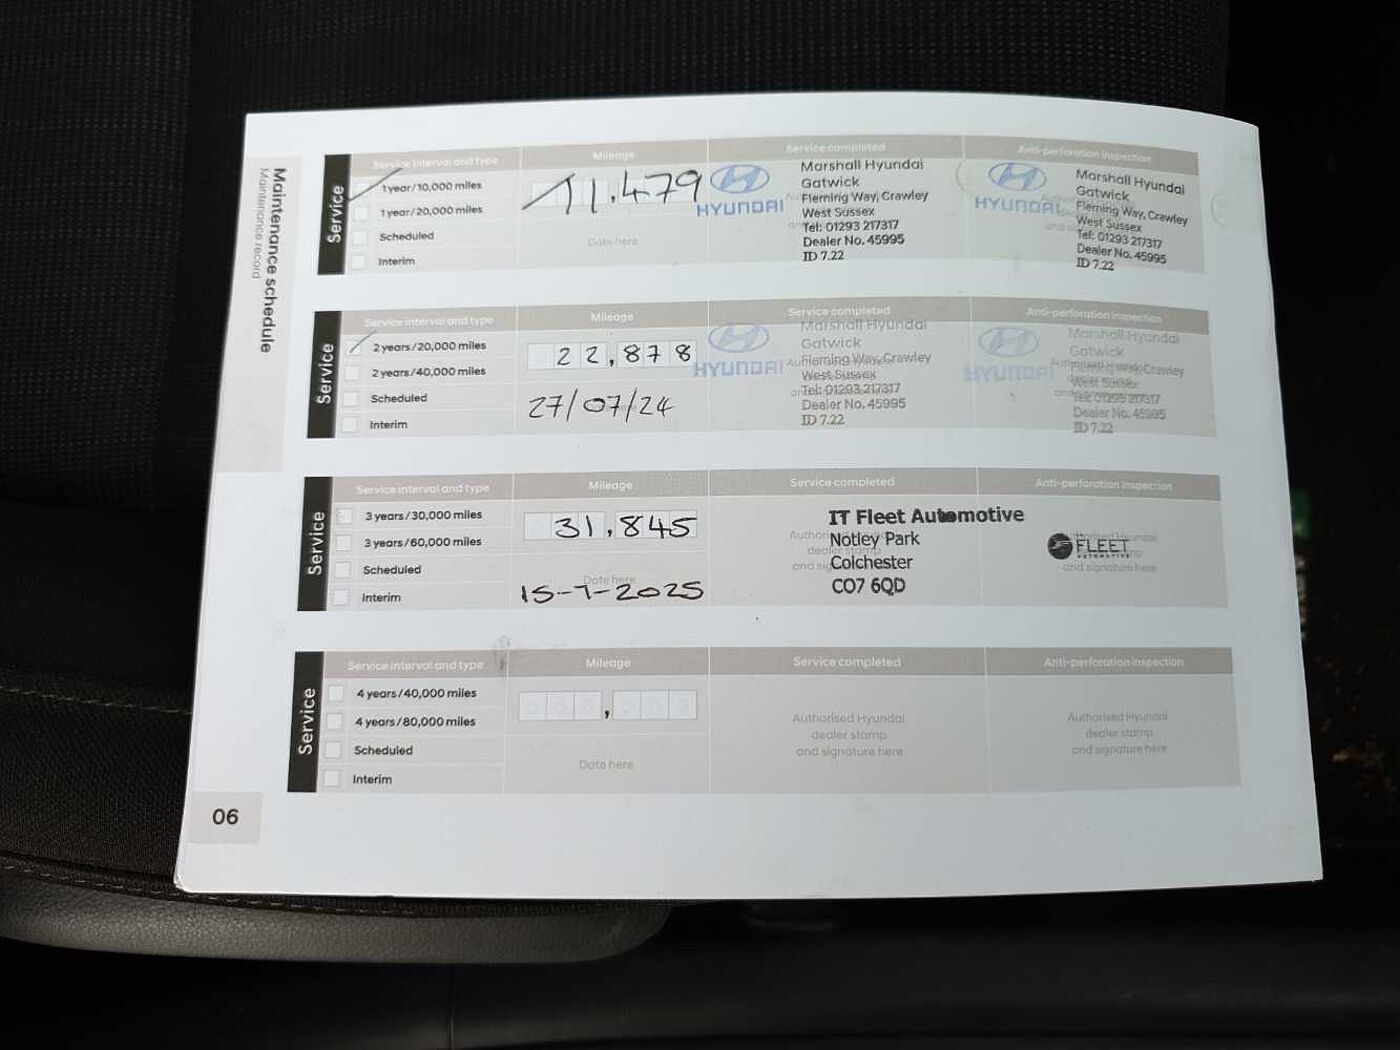 Maintenance schedule
Maintenance record
Service
Service interval and type
Mileage
Service completed
Anti-perforation inspection
1 year/10,000 miles
1 year/20,000 miles
Scheduled
Interim
11.479
Date here
HYUNDAI
Marshall Hyundai
Gatwick
Fleming Way, Crawley
West Sussex
Tel: 01293 217317
Dealer No. 45995
ID 7.22
HYUNDAI
Marshall Hyundai
Gatwick
Fleming Way, Crawley
West Sussex
Tel: 01293 217317
Dealer No. 45995
ID 7.22
Service
Service interval and type
Mileage
Service completed
Anti-perforation inspection
2 years/20,000 miles
2 years/40,000 miles
Scheduled
Interim
22,878
27/07/24
HYUNDAI
Marshall Hyundai
Gatwick
Fleming Way, Crawley
West Sussex
Tel: 01293 217317
Dealer No. 45995
ID 7.22
HYUNDAI
Marshall Hyundai
Gatwick
Fleming Way, Crawley
West Sussex
Tel: 01293 217317
Dealer No. 45995
ID 7.22
Service
Service interval and type
Mileage
Service completed
Anti-perforation inspection
3 years/30,000 miles
3 years/60,000 miles
Scheduled
Interim
31,845
Date here
15-7-2025
IT Fleet Automotive
Notley Park
Colchester
CO7 6QD
FLEET
AUTOMOTIVE
and signature here
Service
Service interval and type
Mileage
Service completed
Anti-perforation inspection
4 years/40,000 miles
4 years/80,000 miles
Scheduled
Interim
Date here
Authorised Hyundai
dealer stamp
and signature here
Authorised Hyundai
dealer stamp
and signature here
06